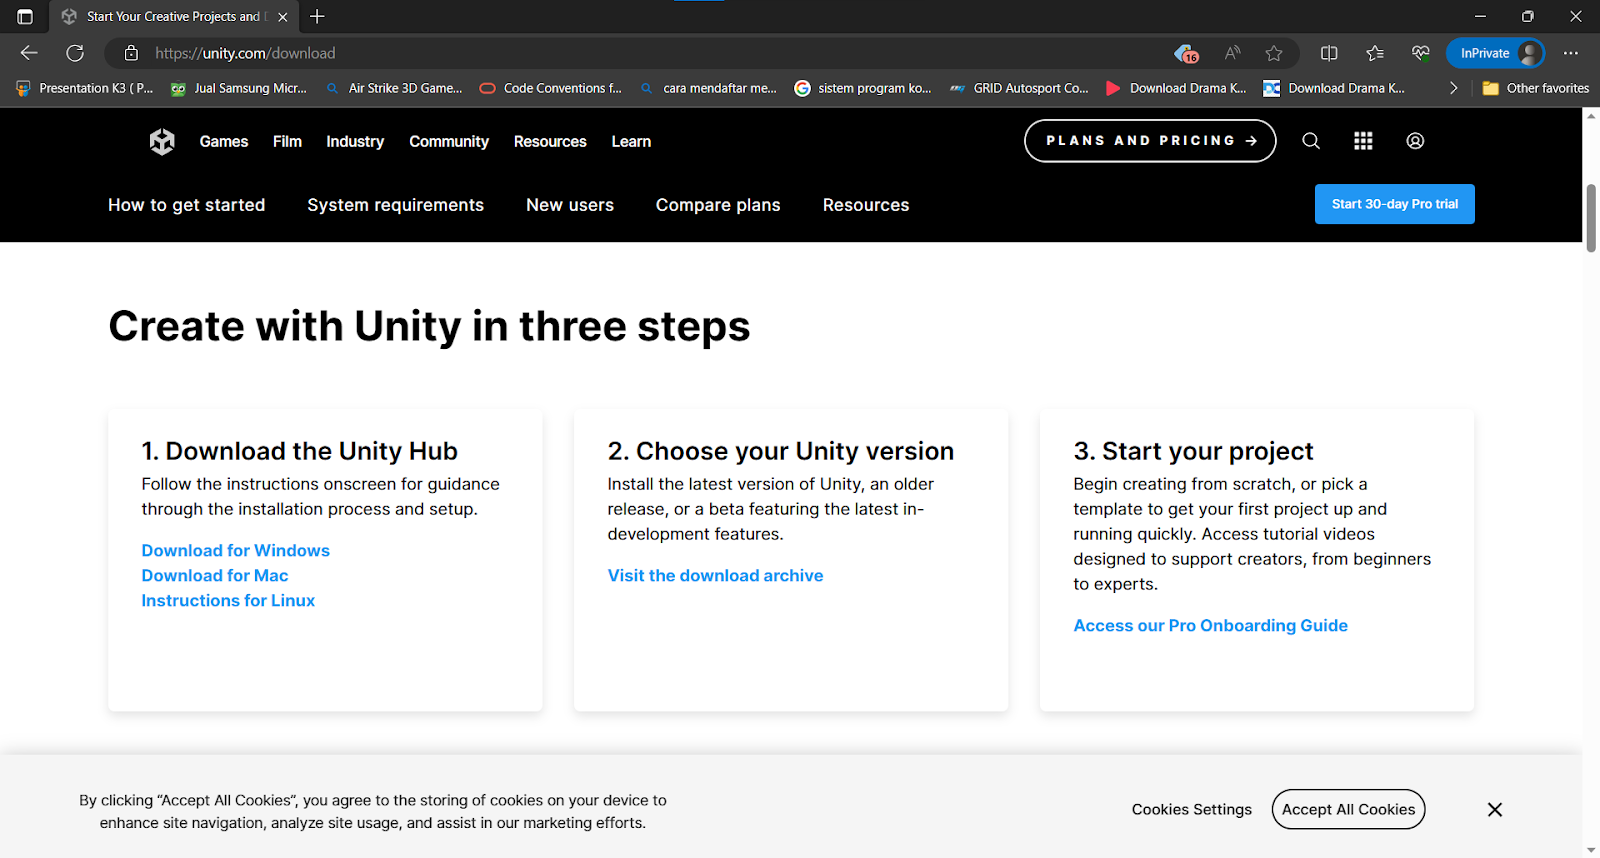 Start Your Creative Projects and
https://unity.com/download
16
InPrivate
Presentation K3 ( P...
Jual Samsung Micr...
Air Strike 3D Game...
Code Conventions f...
cara mendaftar me...
sistem program ko...
GRID Autosport Co...
Download Drama K...
Download Drama K...
Other favorites
Games
Film
Industry
Community
Resources
Learn
PLANS AND PRICING →
How to get started
System requirements
New users
Compare plans
Resources
Start 30-day Pro trial
Create with Unity in three steps
1. Download the Unity Hub
Follow the instructions onscreen for guidance
through the installation process and setup.
Download for Windows
Download for Mac
Instructions for Linux
2. Choose your Unity version
Install the latest version of Unity, an older
release, or a beta featuring the latest in-
development features.
Visit the download archive
3. Start your project
Begin creating from scratch, or pick a
template to get your first project up and
running quickly. Access tutorial videos
designed to support creators, from beginners
to experts.
Access our Pro Onboarding Guide
By clicking “Accept All Cookies”, you agree to the storing of cookies on your device to
enhance site navigation, analyze site usage, and assist in our marketing efforts.
Cookies Settings
Accept All Cookies